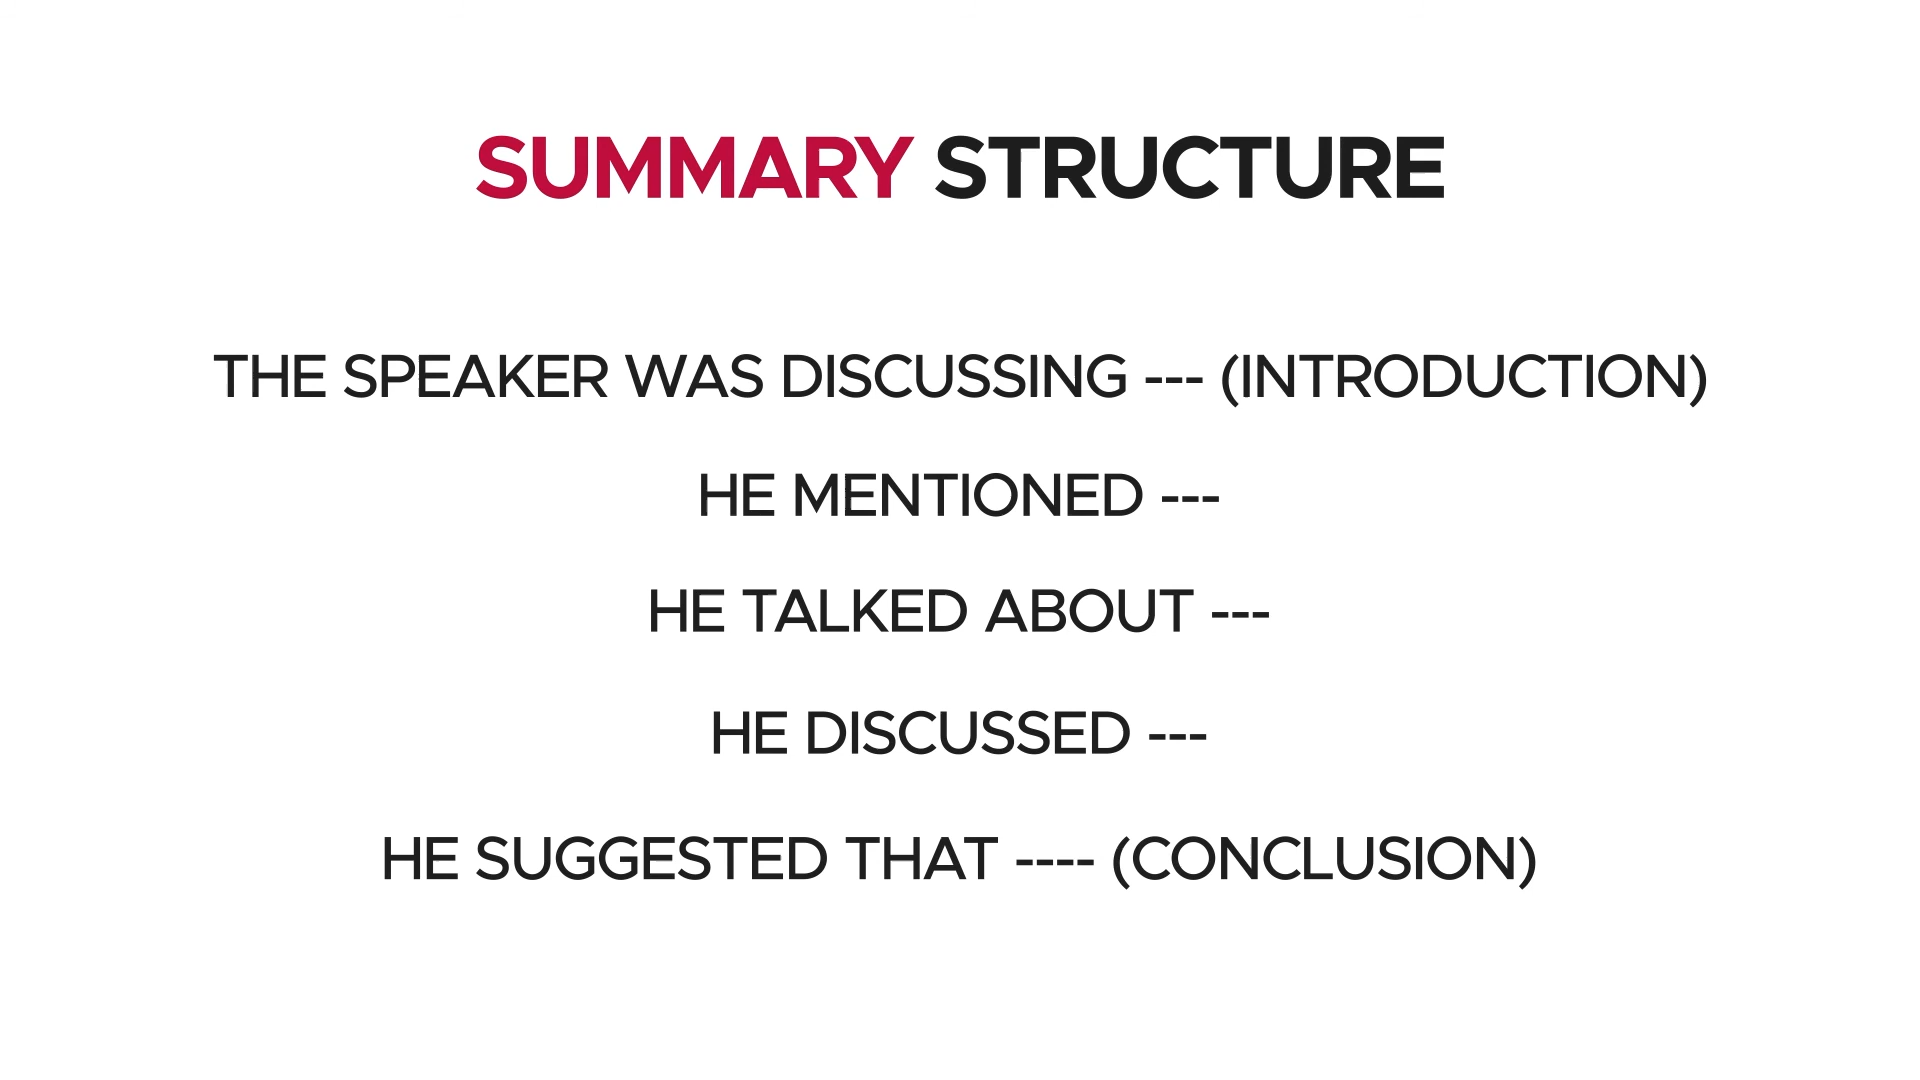 SUMMARY STRUCTURE
THE SPEAKER WAS DISCUSSING --- (INTRODUCTION)
HE MENTIONED ---
HE TALKED ABOUT ---
HE DISCUSSED ---
HE SUGGESTED THAT ---- (CONCLUSION)